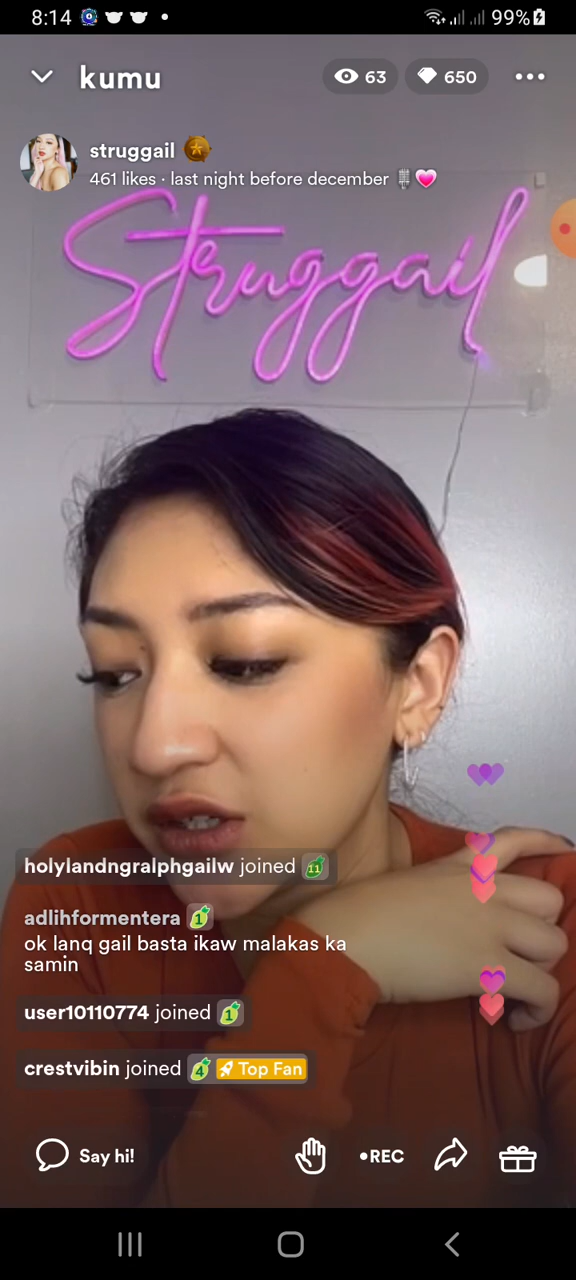 8:14
99%
kumu
63
650
struggail
461 likes · last night before december
Struggail
holylandngralphgailw joined 11
adlihformentera 1
ok lanq gail basta ikaw malakas ka
samin
user10110774 joined 1
crestvibin joined 4 Top Fan
Say hi!
•REC